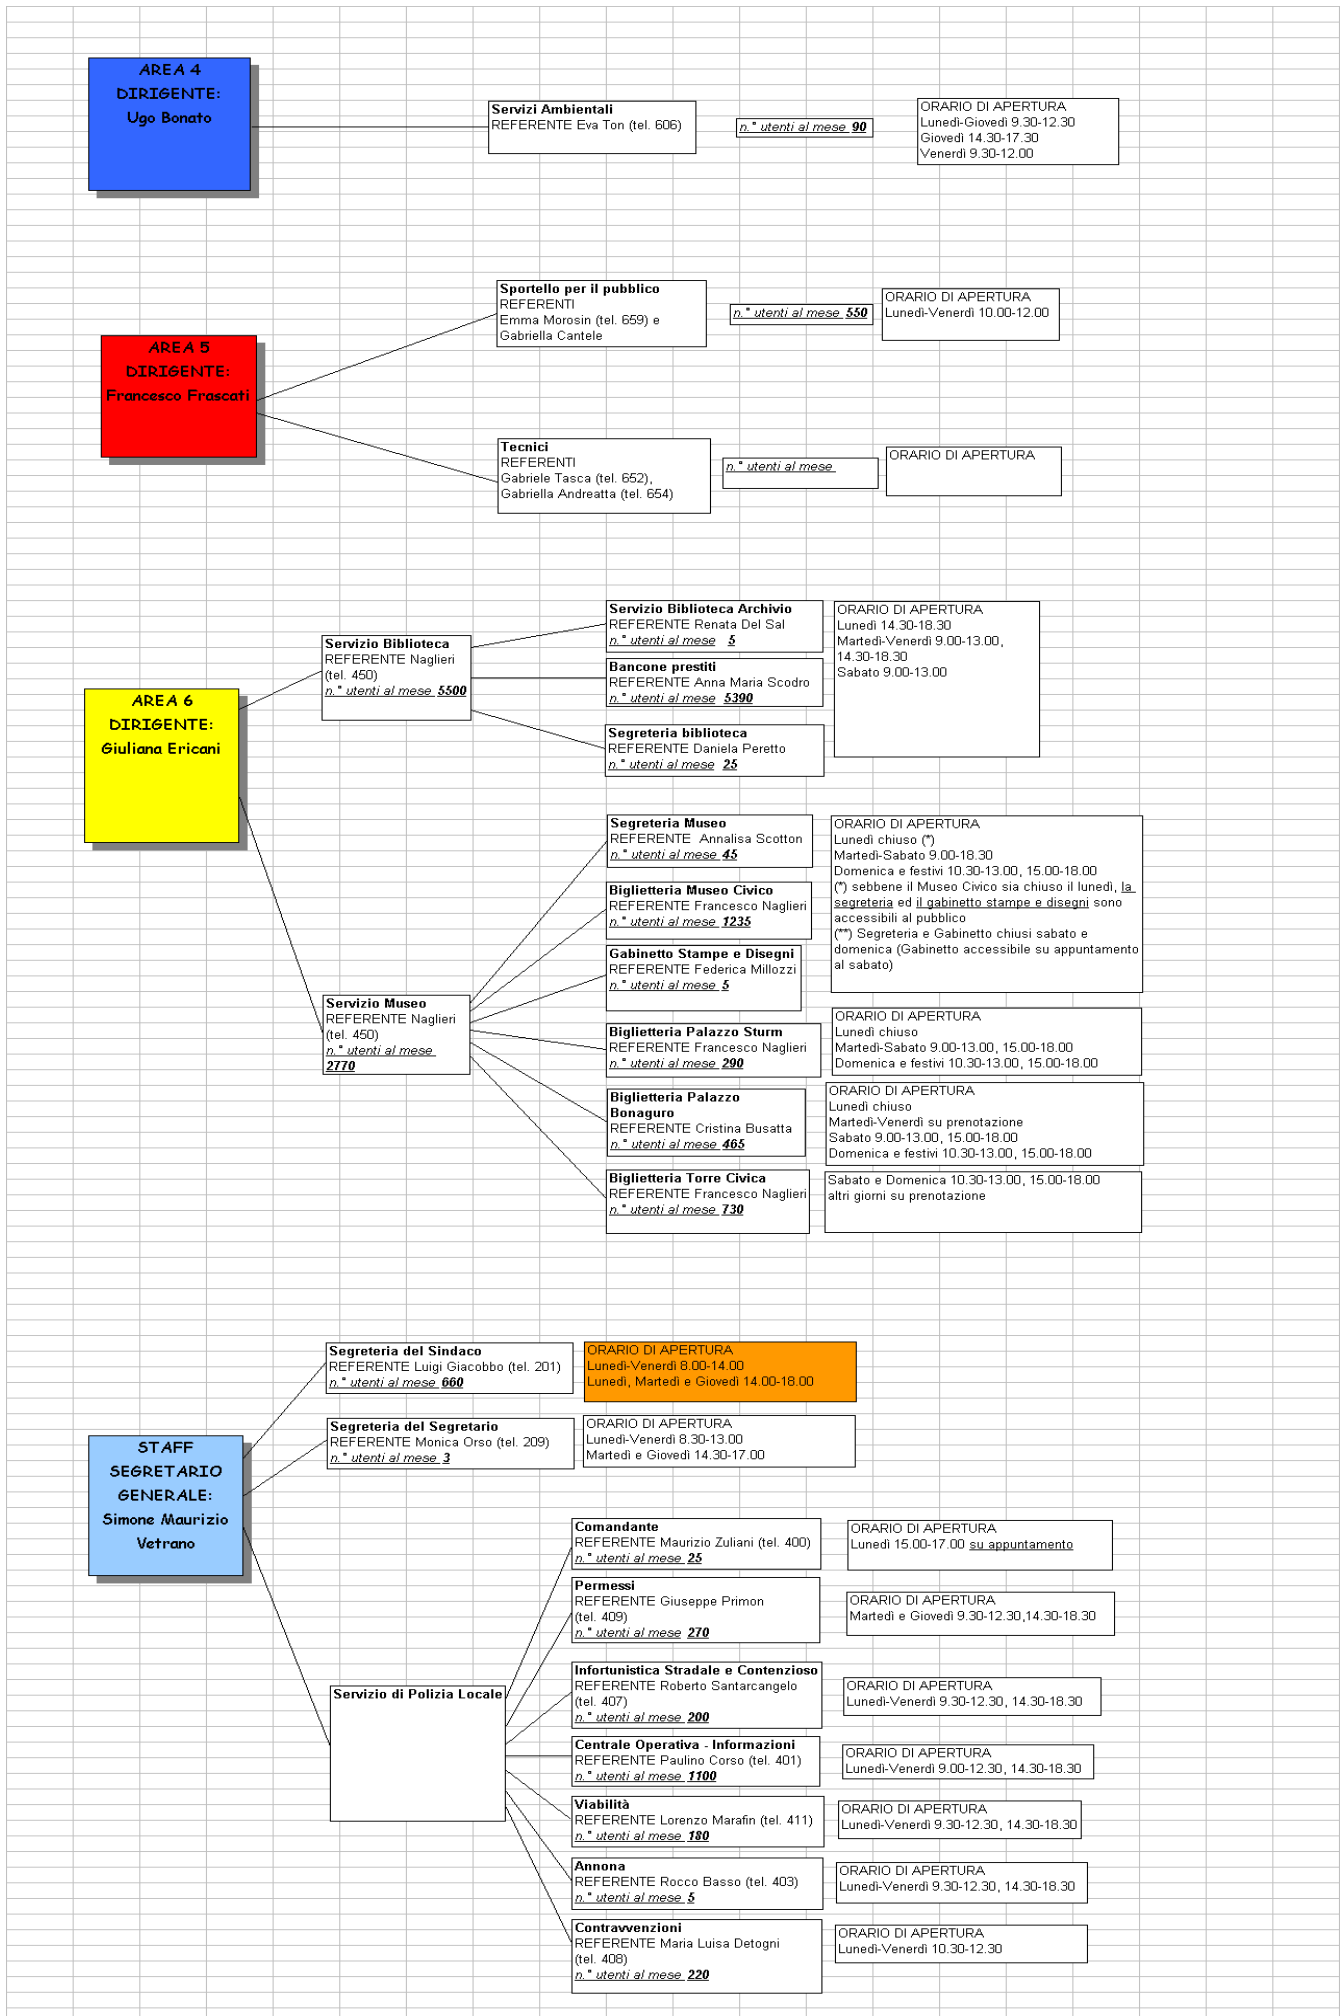 AREA 4
DIRIGENTE:
Ugo Bonato
Servizi Ambientali
REFERENTE Eva Ton (tel. 606)
n.° utenti al mese 90
ORARIO DI APERTURA
Lunedì-Giovedì 9.30-12.30
Giovedì 14.30-17.30
Venerdì 9.30-12.00
AREA 5
DIRIGENTE:
Francesco Frascati
Sportello per il pubblico
REFERENTI
Emma Morosin (tel. 659) e
Gabriella Cantele
n.° utenti al mese 550
ORARIO DI APERTURA
Lunedì-Venerdì 10.00-12.00
Tecnici
REFERENTI
Gabriele Tasca (tel. 652),
Gabriella Andreatta (tel. 654)
n.° utenti al mese
ORARIO DI APERTURA
AREA 6
DIRIGENTE:
Giuliana Ericani
Servizio Biblioteca
REFERENTE Naglieri
(tel. 450)
n.° utenti al mese 5500
Servizio Biblioteca Archivio
REFERENTE Renata Del Sal
n.° utenti al mese 5
Bancone prestiti
REFERENTE Anna Maria Scodro
n.° utenti al mese 5390
Segreteria biblioteca
REFERENTE Daniela Peretto
n.° utenti al mese 25
ORARIO DI APERTURA
Lunedì 14.30-18.30
Martedì-Venerdì 9.00-13.00,
14.30-18.30
Sabato 9.00-13.00
Servizio Museo
REFERENTE Naglieri
(tel. 450)
n.° utenti al mese
2770
Segreteria Museo
REFERENTE Annalisa Scotton
n.° utenti al mese 45
Biglietteria Museo Civico
REFERENTE Francesco Naglieri
n.° utenti al mese 1235
Gabinetto Stampe e Disegni
REFERENTE Federica Millozzi
n.° utenti al mese 5
ORARIO DI APERTURA
Lunedì chiuso (*)
Martedì-Sabato 9.00-18.30
Domenica e festivi 10.30-13.00, 15.00-18.00
(*) sebbene il Museo Civico sia chiuso il lunedì, la
segreteria ed il gabinetto stampe e disegni sono
accessibili al pubblico
(**) Segreteria e Gabinetto chiusi sabato e
domenica (Gabinetto accessibile su appuntamento
al sabato)
Biglietteria Palazzo Sturm
REFERENTE Francesco Naglieri
n.° utenti al mese 290
ORARIO DI APERTURA
Lunedì chiuso
Martedì-Sabato 9.00-13.00, 15.00-18.00
Domenica e festivi 10.30-13.00, 15.00-18.00
Biglietteria Palazzo
Bonaguro
REFERENTE Cristina Busatta
n.° utenti al mese 465
ORARIO DI APERTURA
Lunedì chiuso
Martedì-Venerdì su prenotazione
Sabato 9.00-13.00, 15.00-18.00
Domenica e festivi 10.30-13.00, 15.00-18.00
Biglietteria Torre Civica
REFERENTE Francesco Naglieri
n.° utenti al mese 730
Sabato e Domenica 10.30-13.00, 15.00-18.00
altri giorni su prenotazione
STAFF
SEGRETARIO
GENERALE:
Simone Maurizio
Vetrano
Segreteria del Sindaco
REFERENTE Luigi Giacobbo (tel. 201)
n.° utenti al mese 660
ORARIO DI APERTURA
Lunedì-Venerdì 8.00-14.00
Lunedì, Martedì e Giovedì 14.00-18.00
Segreteria del Segretario
REFERENTE Monica Orso (tel. 209)
n.° utenti al mese 3
ORARIO DI APERTURA
Lunedì-Venerdì 8.30-13.00
Martedì e Giovedì 14.30-17.00
Servizio di Polizia Locale
Comandante
REFERENTE Maurizio Zuliani (tel. 400)
n.° utenti al mese 25
ORARIO DI APERTURA
Lunedì 15.00-17.00 su appuntamento
Permessi
REFERENTE Giuseppe Primon
(tel. 409)
n.° utenti al mese 270
ORARIO DI APERTURA
Martedì e Giovedì 9.30-12.30,14.30-18.30
Infortunistica Stradale e Contenzioso
REFERENTE Roberto Santarcangelo
(tel. 407)
n.° utenti al mese 200
ORARIO DI APERTURA
Lunedì-Venerdì 9.30-12.30, 14.30-18.30
Centrale Operativa - Informazioni
REFERENTE Paulino Corso (tel. 401)
n.° utenti al mese 1100
ORARIO DI APERTURA
Lunedì-Venerdì 9.00-12.30, 14.30-18.30
Viabilità
REFERENTE Lorenzo Marafin (tel. 411)
n.° utenti al mese 180
ORARIO DI APERTURA
Lunedì-Venerdì 9.30-12.30, 14.30-18.30
Annona
REFERENTE Rocco Basso (tel. 403)
n.° utenti al mese 5
ORARIO DI APERTURA
Lunedì-Venerdì 9.30-12.30, 14.30-18.30
Contravvenzioni
REFERENTE Maria Luisa Detogni
(tel. 408)
n.° utenti al mese 220
ORARIO DI APERTURA
Lunedì-Venerdì 10.30-12.30